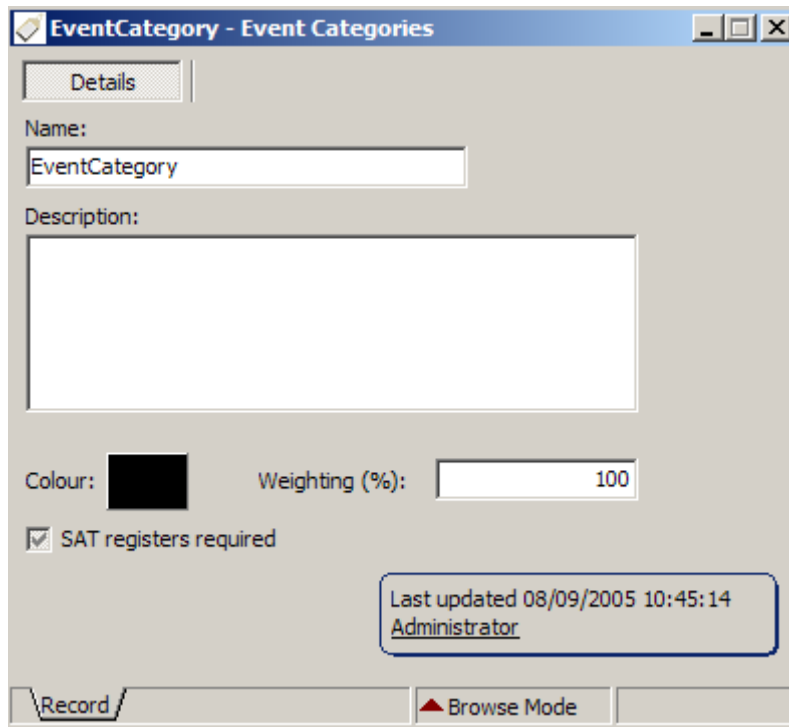 EventCategory - Event Categories
Details
Name:
EventCategory
Description:
Colour:
Weighting (%):
100
SAT registers required
Last updated 08/09/2005 10:45:14
Administrator
Record
Browse Mode